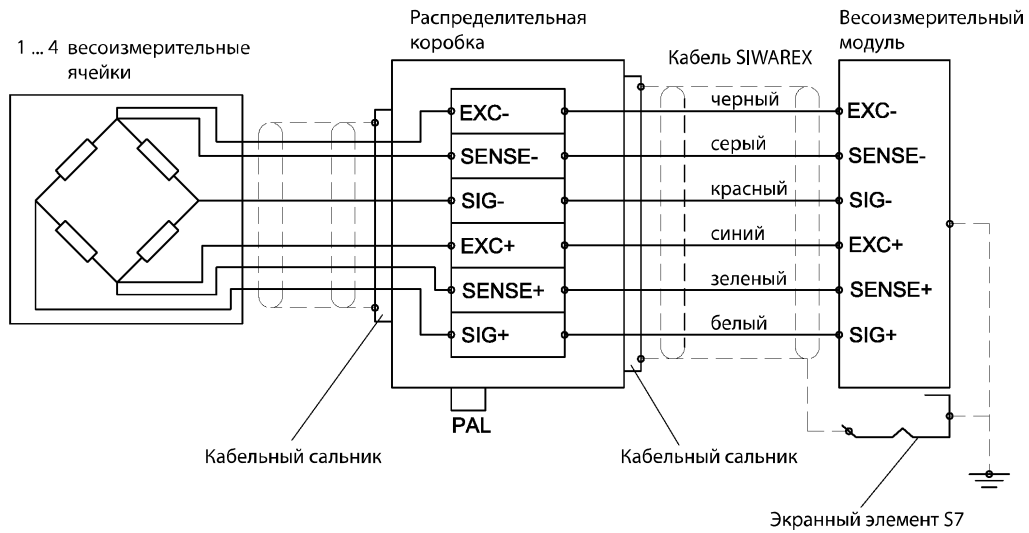 Распределительная
коробка
Весоизмерительный
модуль
1 ... 4 весоизмерительные
ячейки
Кабель SIWAREX
EXC-
черный
EXC-
SENSE-
серый
SENSE-
SIG-
красный
SIG-
EXC+
синий
EXC+
SENSE+
зеленый
SENSE+
SIG+
белый
SIG+
PAL
Кабельный сальник
Кабельный сальник
Экранный элемент S7